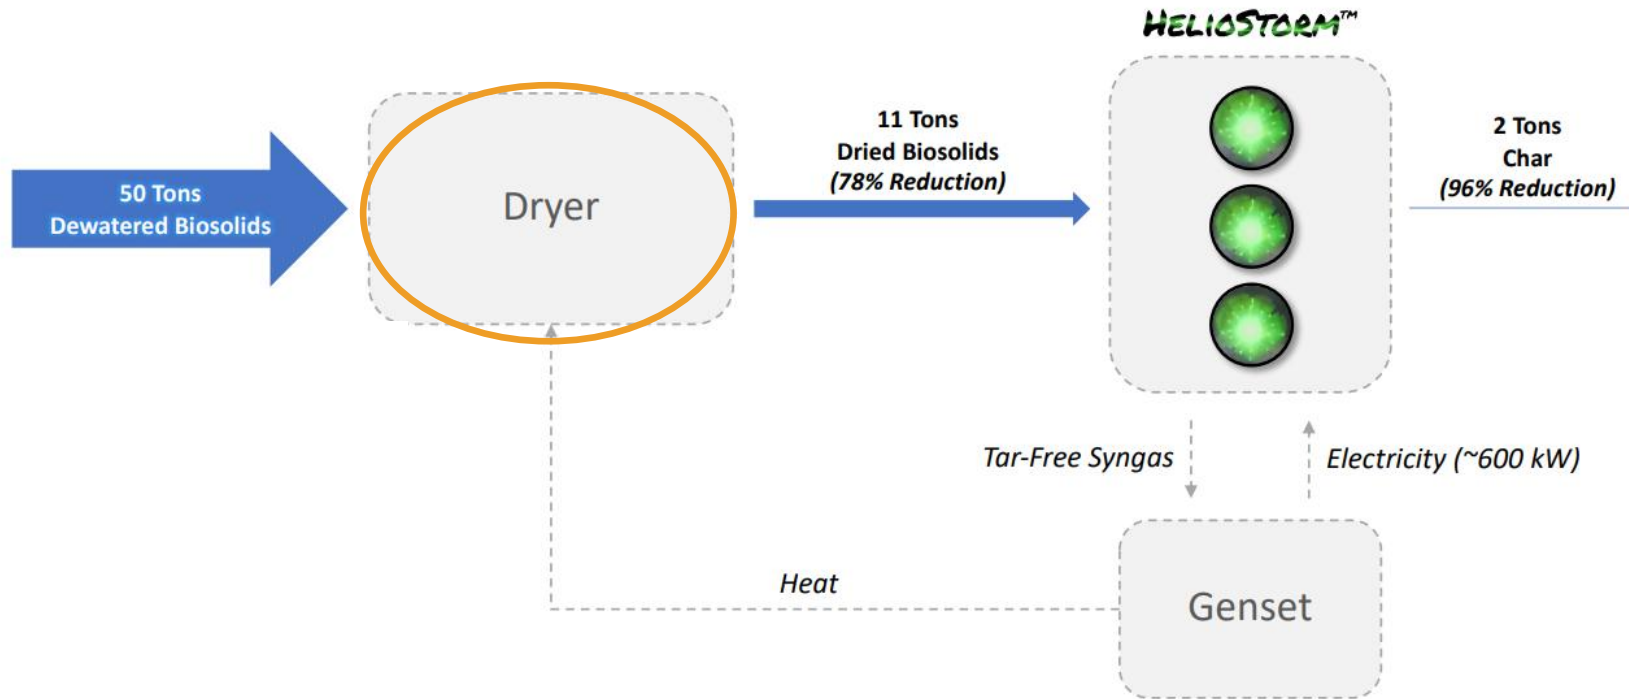 HELIOSTORM™
50 Tons
Dewatered Biosolids
Dryer
11 Tons
Dried Biosolids
(78% Reduction)
2 Tons
Char
(96% Reduction)
Tar-Free Syngas
Electricity (~600 kW)
Heat
Genset